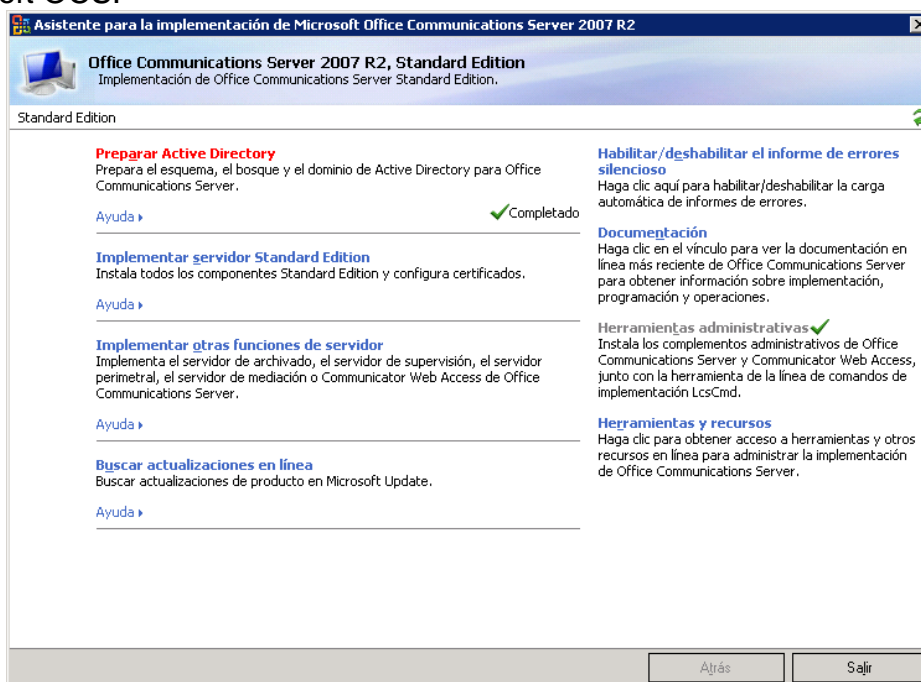 Asistente para la implementación de Microsoft Office Communications Server 2007 R2
Office Communications Server 2007 R2, Standard Edition
Implementación de Office Communications Server Standard Edition.
Standard Edition
Preparar Active Directory
Prepara el esquema, el bosque y el dominio de Active Directory para Office
Communications Server.
Ayuda
Completado
Implementar servidor Standard Edition
Instala todos los componentes Standard Edition y configura certificados.
Ayuda
Implementar otras funciones de servidor
Implementa el servidor de archivado, el servidor de supervisión, el servidor
perimetral, el servidor de mediación o Communicator Web Access de Office
Communications Server.
Ayuda
Buscar actualizaciones en línea
Buscar actualizaciones de producto en Microsoft Update.
Ayuda
Habilitar/deshabilitar el informe de errores
silencioso
Haga clic aquí para habilitar/deshabilitar la carga
automática de informes de errores.
Documentación
Haga clic en el vínculo para ver la documentación en
línea más reciente de Office Communications Server
para obtener información sobre implementación,
programación y operaciones.
Herramientas administrativas
Instala los complementos administrativos de Office
Communications Server y Communicator Web Access,
junto con la herramienta de la línea de comandos de
implementación LcsCmd.
Herramientas y recursos
Haga clic para obtener acceso a herramientas y otros
recursos en línea para administrar la implementación
de Office Communications Server.
Atrás
Salir